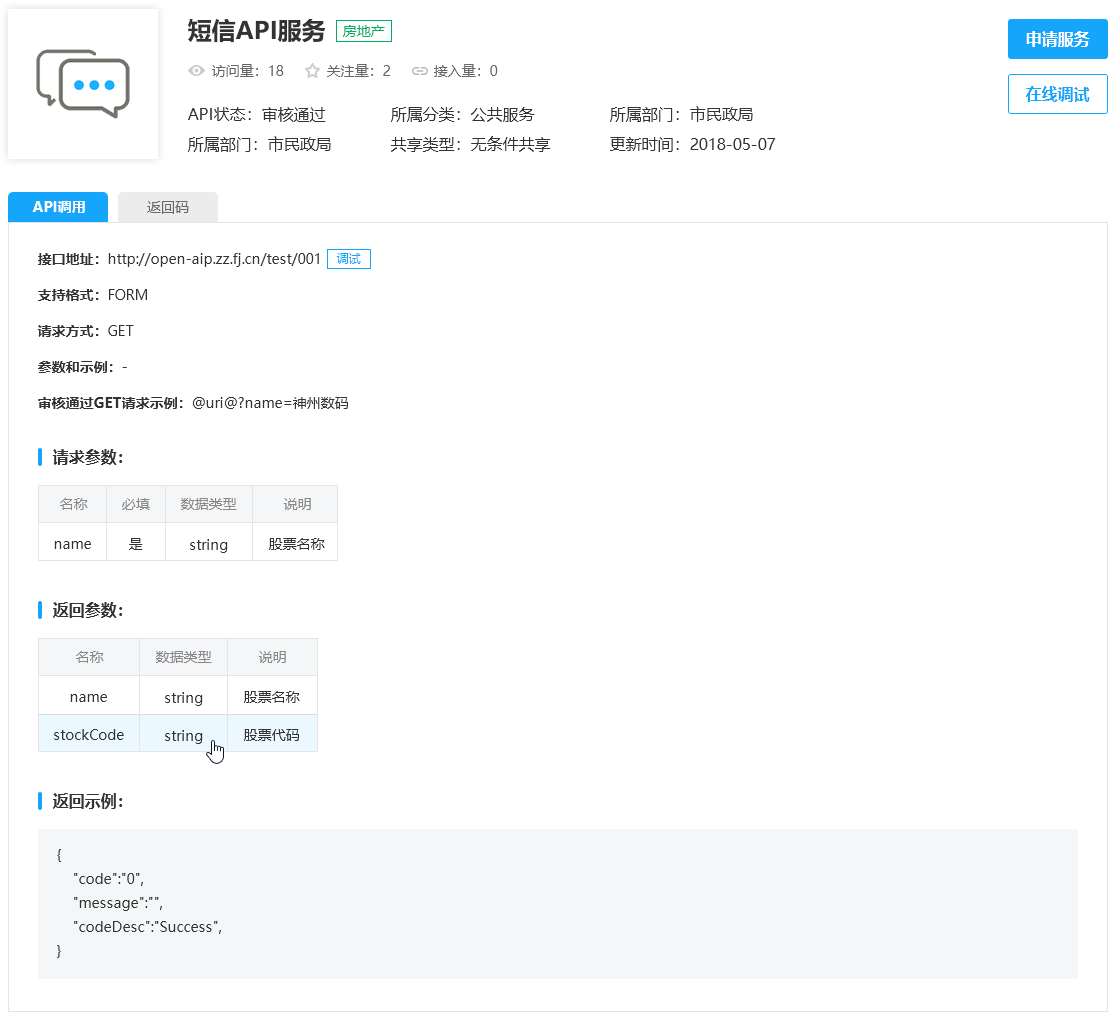 短信API服务 房地产
申请服务
访问量：18 关注量：2 接入量：0
在线调试
API状态：审核通过 所属分类：公共服务 所属部门：市民政局
所属部门：市民政局 共享类型：无条件共享 更新时间：2018-05-07
API调用 返回码
接口地址：http://open-aip.zz.fj.cn/test/001 调试
支持格式：FORM
请求方式：GET
参数和示例：-
审核通过GET请求示例：@uri@?name=神州数码
请求参数：
名称 必填 数据类型 说明
name 是 string 股票名称
返回参数：
名称 数据类型 说明
name string 股票名称
stockCode string 股票代码
返回示例：
{
"code":"0",
"message":"",
"codeDesc":"Success",
}